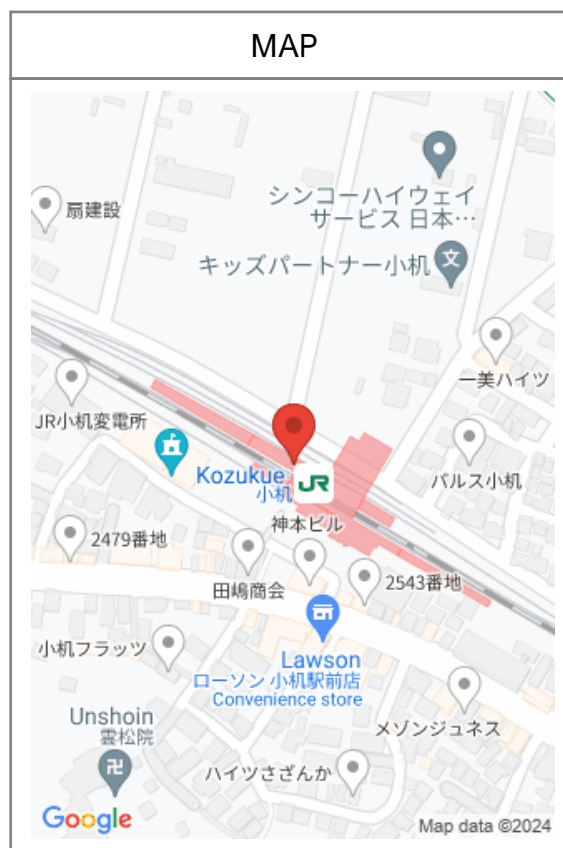 MAP
シンコーハイウェイ
サービス 日本…
扇建設
キッズパートナー小机
文
一美ハイツ
JR小机変電所
Kozukue
小机
JR
パルス小机
神本ビル
2479番地
田嶋商会
2543番地
小机フラッツ
Lawson
ローソン 小机駅前店
Convenience store
Unshoin
雲松院
メゾンジュネス
卍
ハイツさざんか
Google
Map data ©2024